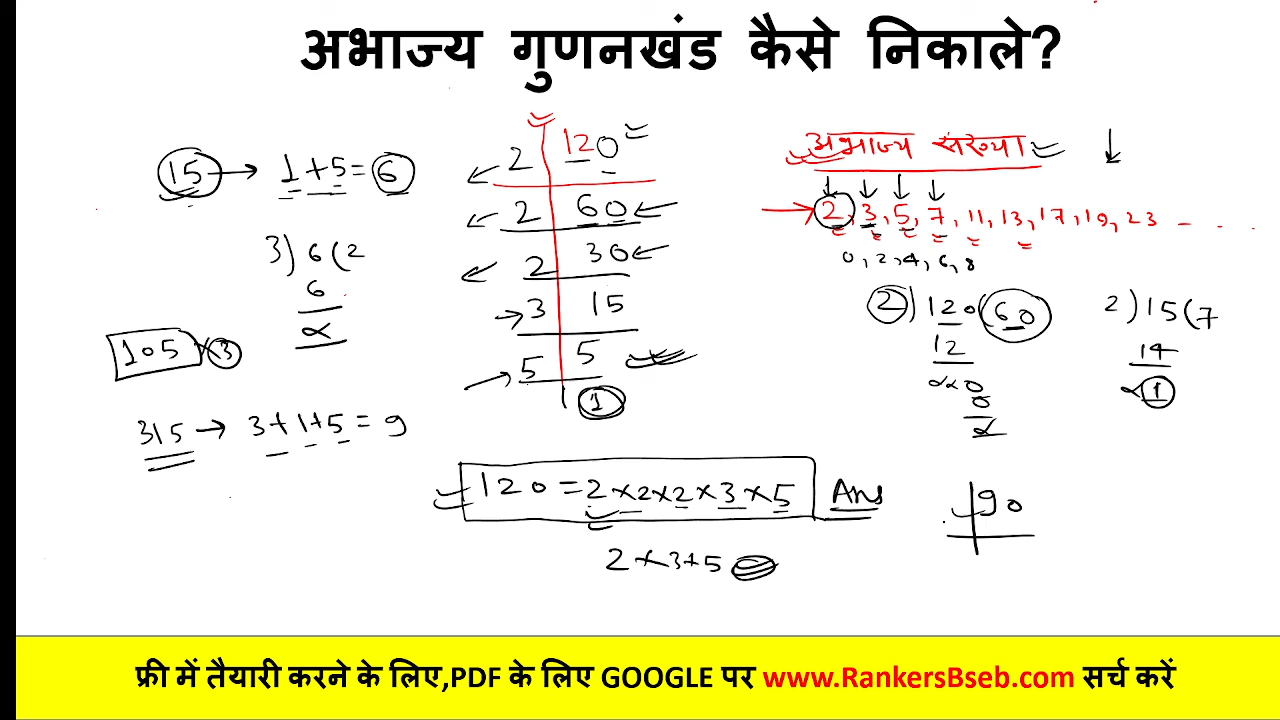 अभाज्य गुणनखंड कैसे निकाले?
15 → 1 + 5 = 6
3) 6 (2
6
105 × 3
315 → 3 + 1 + 5 = 9
2 120
2 60
2 30
3 15
5 5
1
अभाज्य संख्या
2, 3, 5, 7, 11, 13, 17, 19, 23 - . . .
0, 2, 4, 6, 8
2) 120 (60
12
0
0
2) 15 (7
14
1
120 = 2 × 2 × 2 × 3 × 5 Ans
2 × 3 + 5
90
फ्री में तैयारी करने के लिए,PDF के लिए GOOGLE पर www.RankersBseb.com सर्च करें